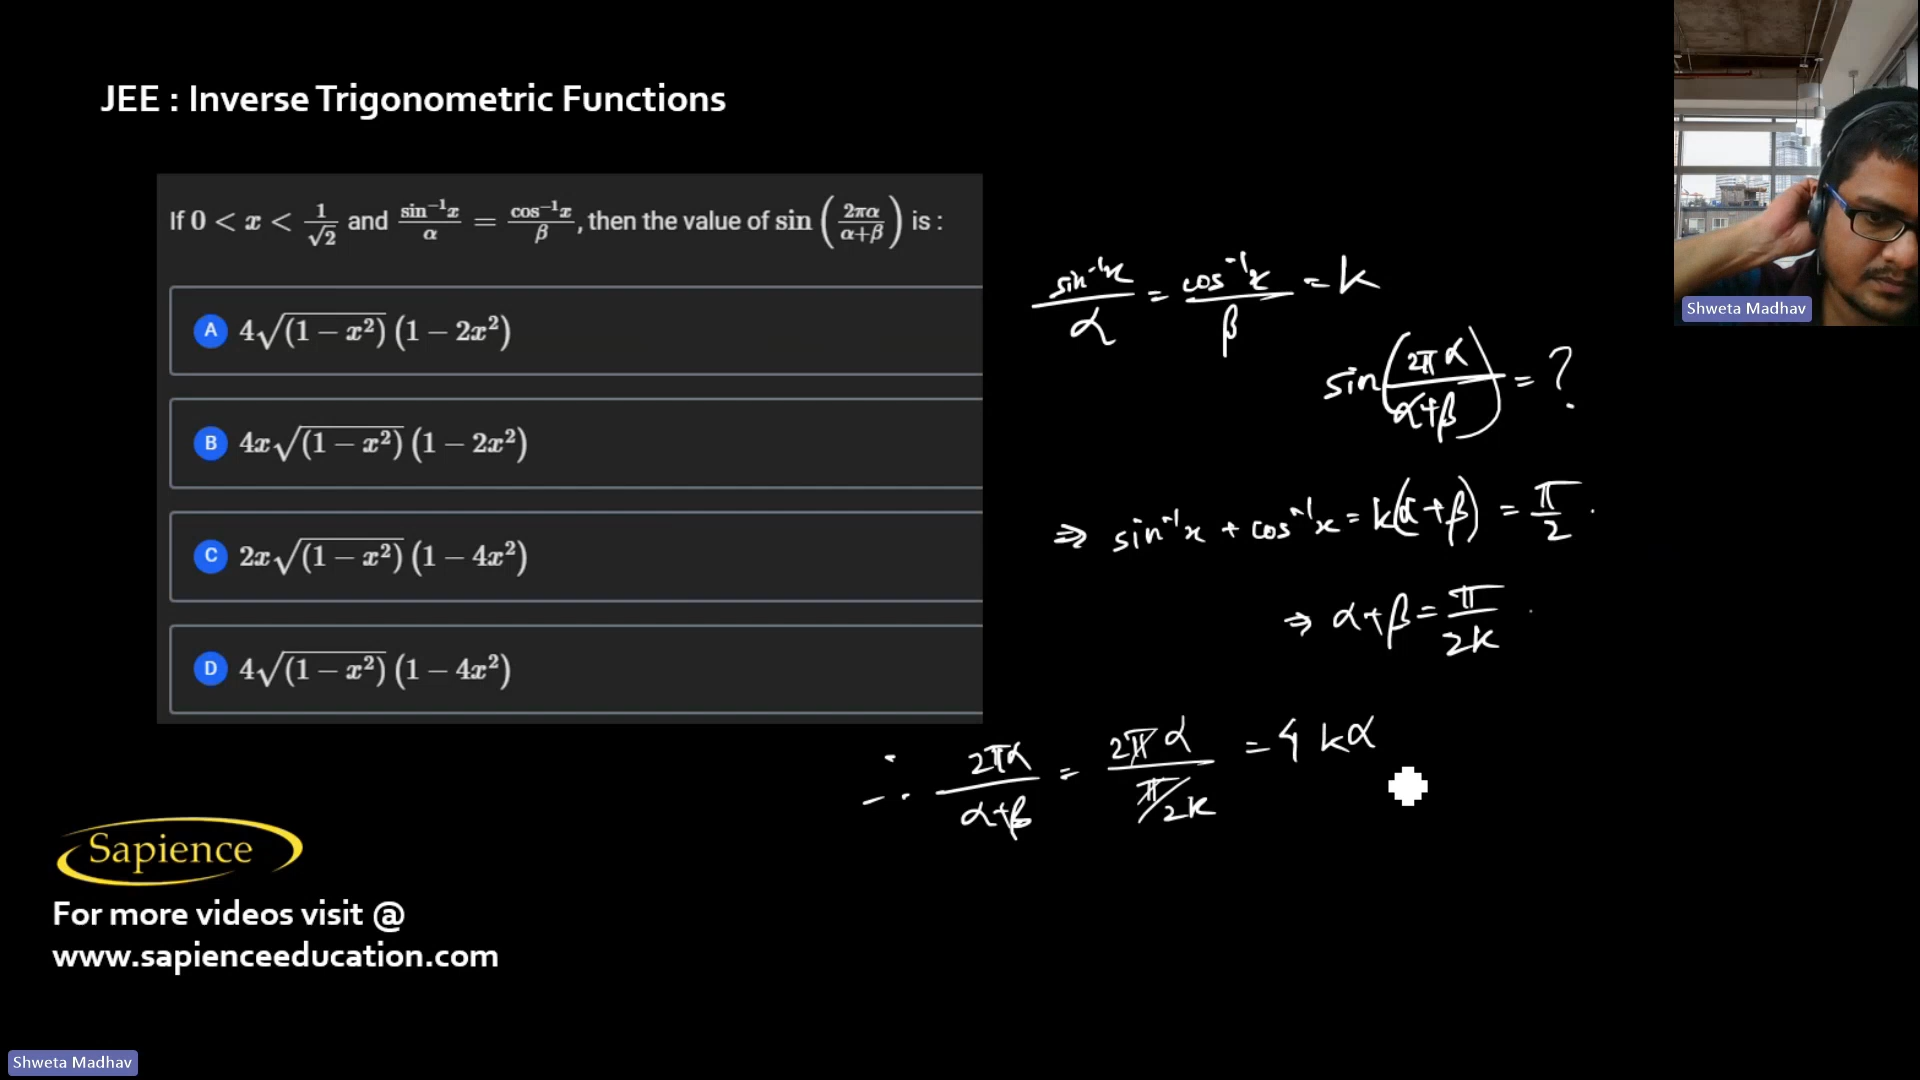 JEE : Inverse Trigonometric Functions
If 0 < x < 1/√2 and sin⁻¹x/α = cos⁻¹x/β, then the value of sin (2πα/(α+β)) is :
A 4√(1 − x²) (1 − 2x²)
B 4x√(1 − x²) (1 − 2x²)
C 2x√(1 − x²) (1 − 4x²)
D 4√(1 − x²) (1 − 4x²)
sin⁻¹x/α = cos⁻¹x/β = k
sin(2πα/(α+β)) = ?
⇒ sin⁻¹x + cos⁻¹x = k(α+β) = π/2 .
⇒ α+β = π/2k .
∴ 2πα/(α+β) = 2πα/(π/2k) = 4 kα
Sapience
For more videos visit @
www.sapienceeducation.com
Shweta Madhav
Shweta Madhav